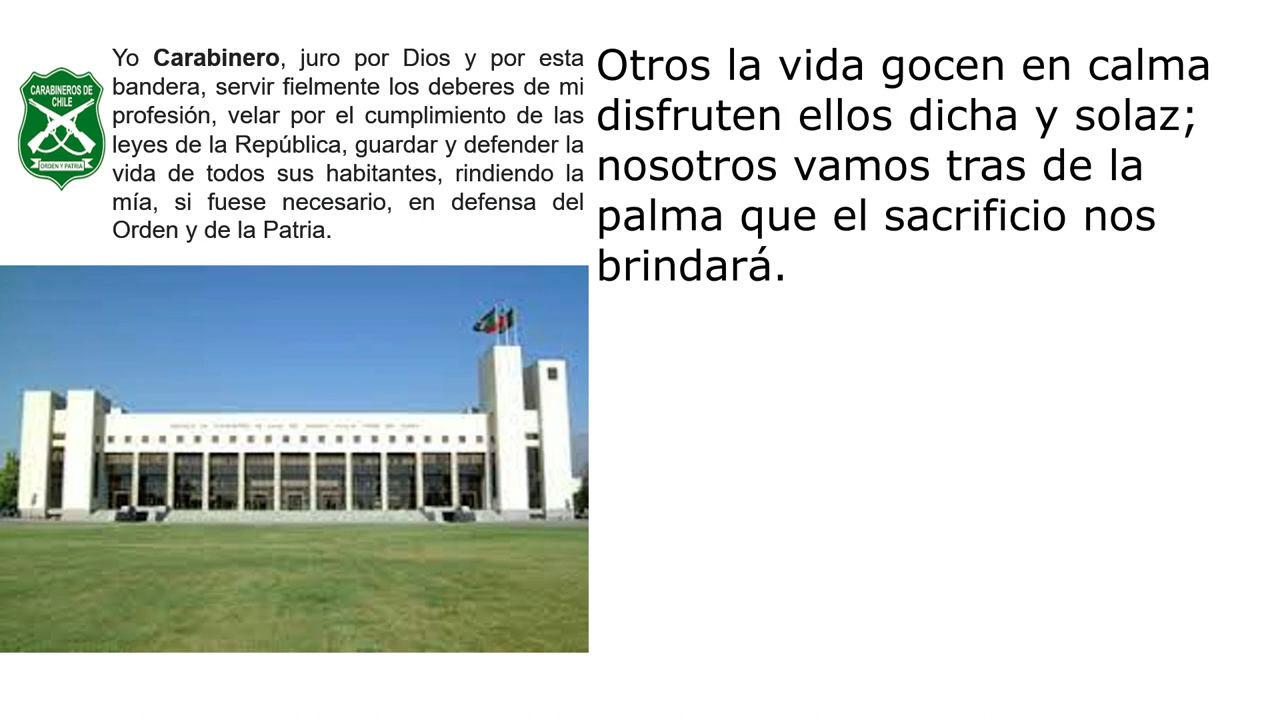 CARABINEROS DE
CHILE
ORDEN Y PATRIA
Yo Carabinero, juro por Dios y por esta
bandera, servir fielmente los deberes de mi
profesión, velar por el cumplimiento de las
leyes de la República, guardar y defender la
vida de todos sus habitantes, rindiendo la
mía, si fuese necesario, en defensa del
Orden y de la Patria.
Otros la vida gocen en calma
disfruten ellos dicha y solaz;
nosotros vamos tras de la
palma que el sacrificio nos
brindará.